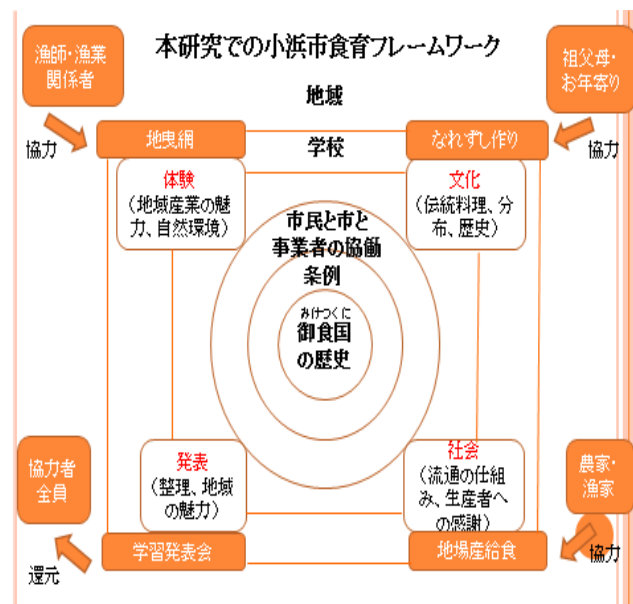 本研究での小浜市食育フレームワーク
漁師・漁業
関係者
祖父母・
お年寄り
地域
協力
協力
地曳網
学校
なれずし作り
体験
(地域産業の魅
力、自然環境)
文化
(伝統料理、分
布、歴史)
市民と市と
事業者の協働
条例
みけつくに
御食国
の歴史
発表
(整理、地域
の魅力)
社会
(流通の仕組
み、生産者へ
の感謝)
協力者
全員
農家・
漁家
学習発表会
地場産給食
還元
協力